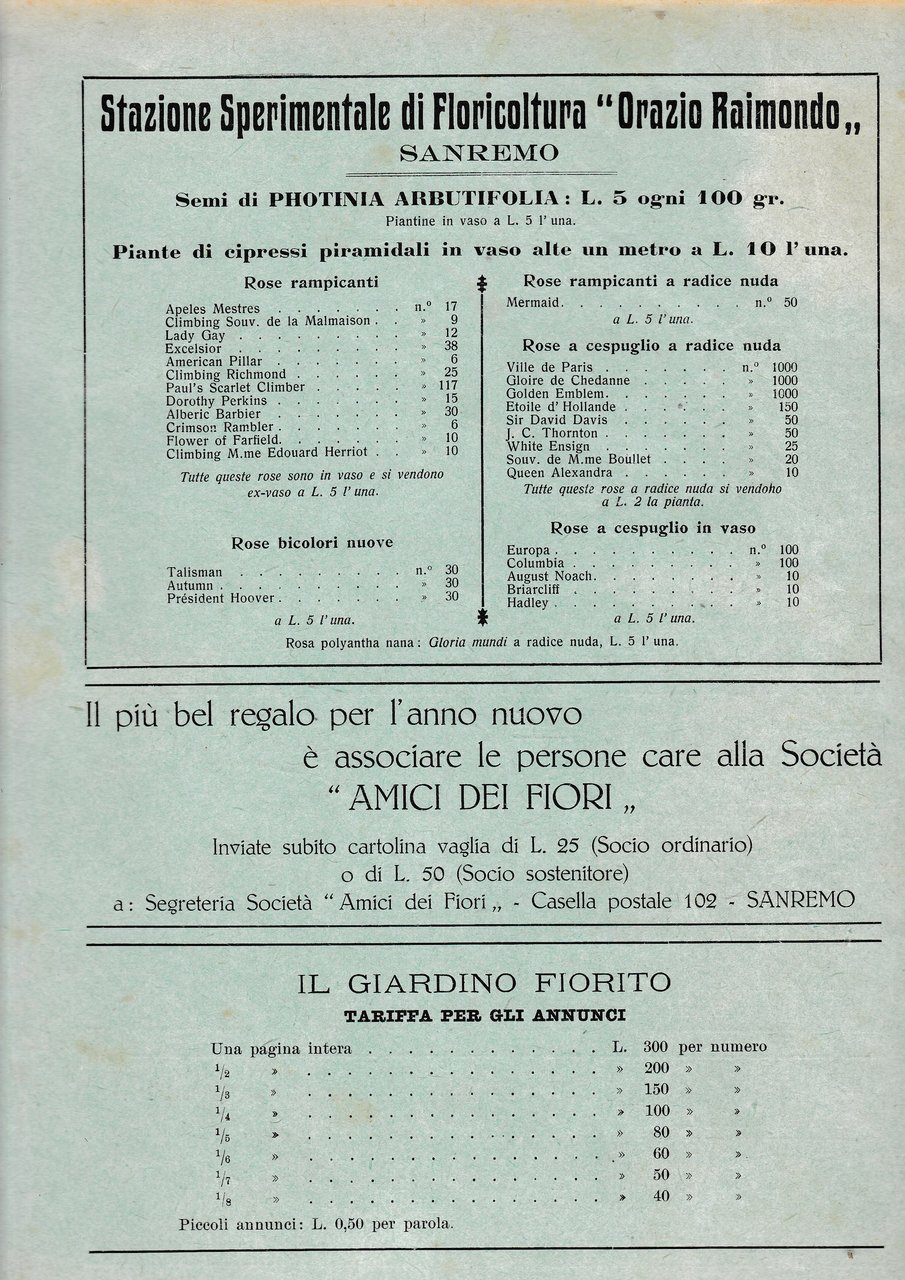 Stazione Sperimentale di Floricoltura “Orazio Raimondo„
SANREMO
Semi di PHOTINIA ARBUTIFOLIA: L. 5 ogni 100 gr.
Piantine in vaso a L. 5 l'una.
Piante di cipressi piramidali in vaso alte un metro a L. 10 l'una.
Rose rampicanti
Apeles Mestres . . . . . . . n.º 17
Climbing Souv. de la Malmaison . . » 9
Lady Gay . . . . . . . . . » 12
Excelsior . . . . . . . . . » 38
American Pillar . . . . . . . » 6
Climbing Richmond . . . . . . » 25
Paul's Scarlet Climber . . . . . » 117
Dorothy Perkins . . . . . . . » 15
Alberic Barbier . . . . . . . » 30
Crimson Rambler . . . . . . . » 6
Flower of Farfield. . . . . . . » 10
Climbing M.me Edouard Herriot . . » 10
Tutte queste rose sono in vaso e si vendono
ex-vaso a L. 5 l'una.
Rose bicolori nuove
Talisman . . . . . . . . . n.º 30
Autumn . . . . . . . . . . » 30
Président Hoover . . . . . . . » 30
a L. 5 l'una.
Rose rampicanti a radice nuda
Mermaid. . . . . . . . . . n.º 50
a L. 5 l'una.
Rose a cespuglio a radice nuda
Ville de Paris . . . . . . . n.º 1000
Gloire de Chedanne . . . . . » 1000
Golden Emblem. . . . . . . » 1000
Etoile d'Hollande . . . . . . » 150
Sir David Davis . . . . . . » 50
J. C. Thornton . . . . . . . » 50
White Ensign . . . . . . . » 25
Souv. de M.me Boullet . . . . » 20
Queen Alexandra . . . . . . » 10
Tutte queste rose a radice nuda si vendoho
a L. 2 la pianta.
Rose a cespuglio in vaso
Europa . . . . . . . . . . n.º 100
Columbia . . . . . . . . . » 100
August Noach. . . . . . . . » 10
Briarcliff . . . . . . . . . » 10
Hadley . . . . . . . . . . » 10
a L. 5 l'una.
Rosa polyantha nana: Gloria mundi a radice nuda, L. 5 l'una.
Il più bel regalo per l'anno nuovo
è associare le persone care alla Società
“ AMICI DEI FIORI „
Inviate subito cartolina vaglia di L. 25 (Socio ordinario)
o di L. 50 (Socio sostenitore)
a: Segreteria Società “ Amici dei Fiori „ - Casella postale 102 - SANREMO
IL GIARDINO FIORITO
TARIFFA PER GLI ANNUNCI
Una pagina intera . . . . . . . . . . . . L. 300 per numero
1/2 » . . . . . . . . . . . . . . » 200 » »
1/3 » . . . . . . . . . . . . . . » 150 » »
1/4 » . . . . . . . . . . . . . . » 100 » »
1/5 » . . . . . . . . . . . . . . » 80 » »
1/6 » . . . . . . . . . . . . . . » 60 » »
1/7 » . . . . . . . . . . . . . . » 50 » »
1/8 » . . . . . . . . . . . . . . » 40 » »
Piccoli annunci: L. 0,50 per parola.